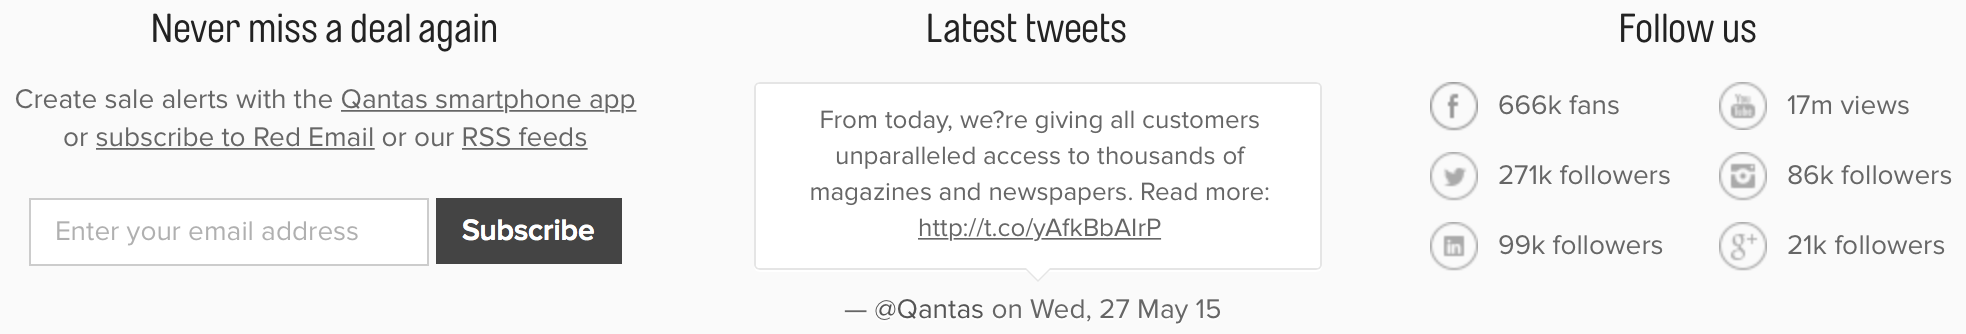 Never miss a deal again
Create sale alerts with the Qantas smartphone app
or subscribe to Red Email or our RSS feeds
Enter your email address
Subscribe
Latest tweets
From today, we?re giving all customers
unparalleled access to thousands of
magazines and newspapers. Read more:
http://t.co/yAfkBbAIrP
— @Qantas on Wed, 27 May 15
Follow us
f 666k fans
You Tube 17m views
271k followers
86k followers
in 99k followers
g+ 21k followers